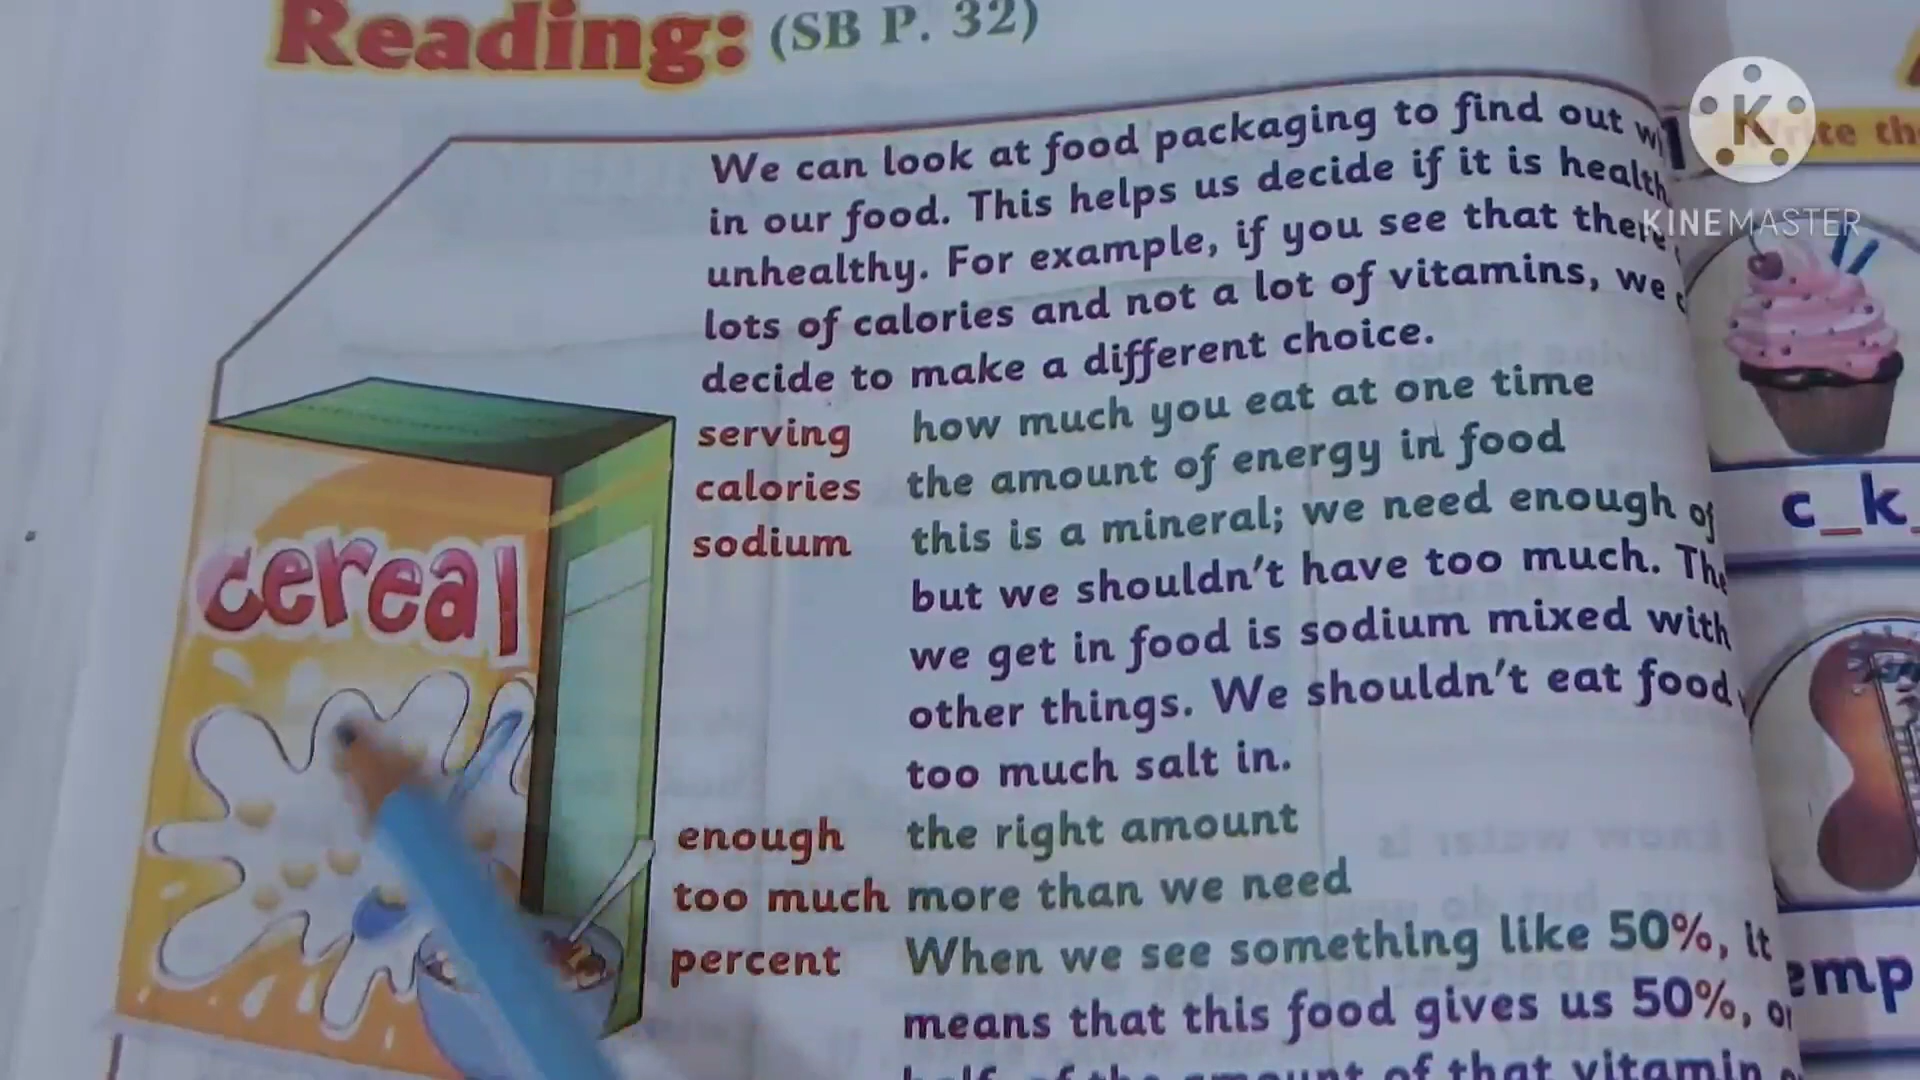 Reading: (SB P. 32)
We can look at food packaging to find out
in our food. This helps us decide if it is
unhealthy. For example, if you see that
lots of calories and not a lot of vitamins, we
decide to make a different choice.
serving how much you eat at one time
calories the amount of energy in food
sodium this is a mineral; we need enough of
but we shouldn't have too much.
we get in food is sodium mixed with
other things. We shouldn't eat food
too much salt in.
enough the right amount
too much more than we need
percent When we see something like 50%, it
means that this food gives us 50%,
half, of the amount of that vitamin
cereal
K
KINEMASTER
1
c_k_
emp